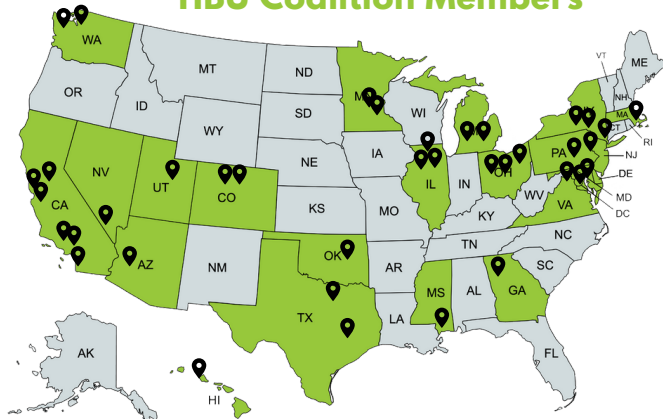 HBU Coalition Members
WA
MT
ND
ME
VT
NH
OR
ID
SD
WI
MA
CT
RI
WY
IA
NE
PA
NJ
OH
NV
UT
CO
IL
IN
DE
WV
VA
MD
DC
CA
KS
MO
KY
NC
TN
AZ
NM
OK
AR
SC
MS
AL
GA
TX
LA
FL
AK
HI